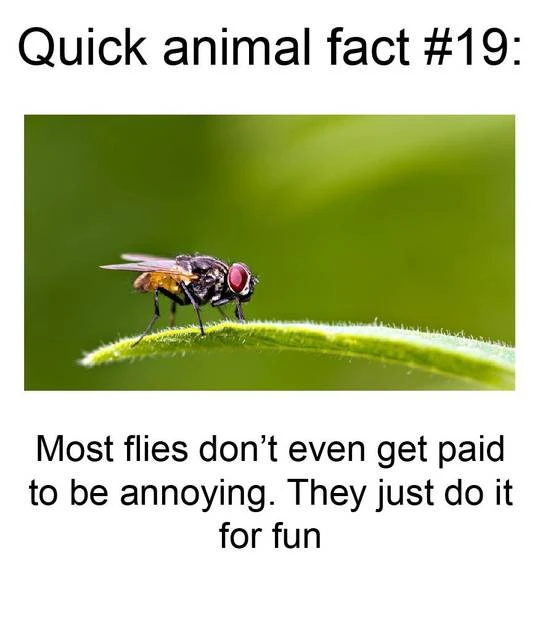 Quick animal fact #19:
Most flies don’t even get paid
to be annoying. They just do it
for fun